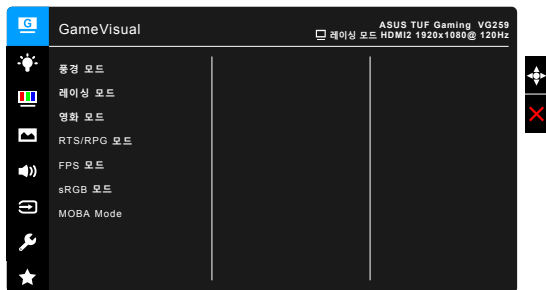 G
GameVisual
ASUS TUF Gaming VG259
레이싱 모드 HDMI2 1920x1080@ 120Hz
풍경 모드
레이싱 모드
영화 모드
RTS/RPG 모드
FPS 모드
sRGB 모드
MOBA Mode